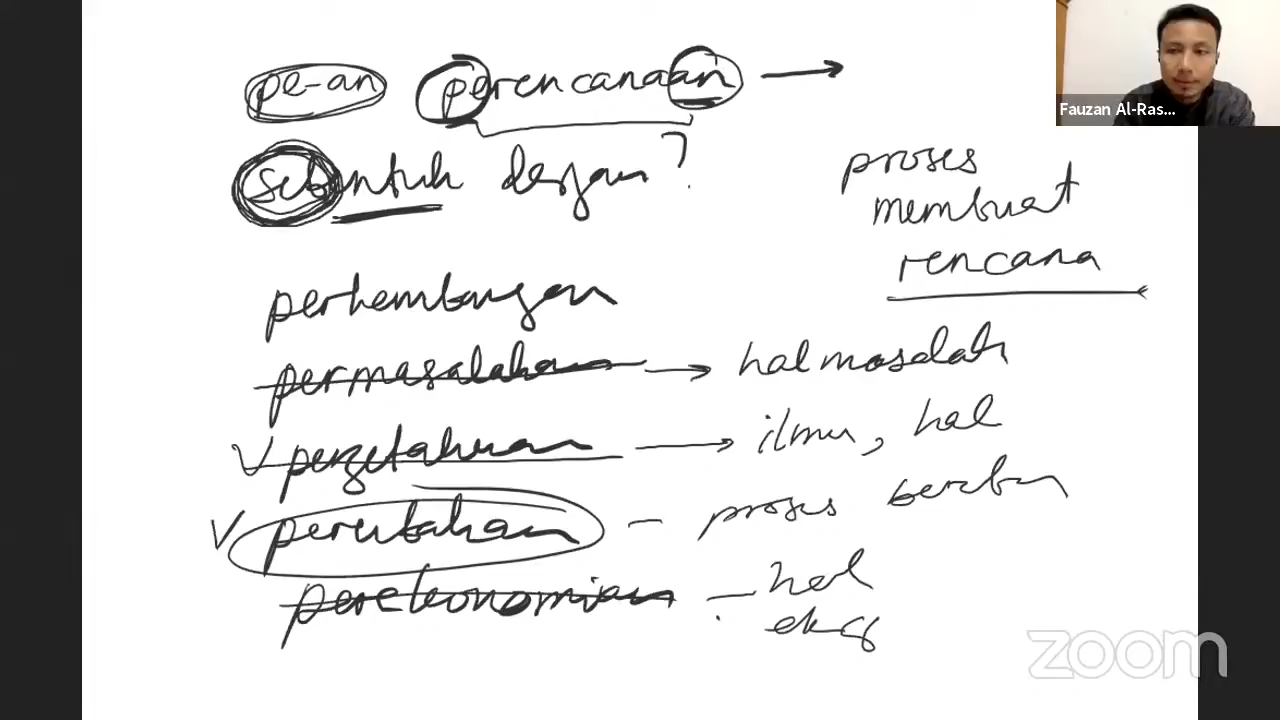 pe-an perencanaan →
sebentuk dengan?
proses
membuat
rencana
perkembangan
permasalahan → hal masalah
v pengetahuan → ilmu, hal
v perubahan - proses berubah
perekonomian - hal
Fauzan Al-Ras...
zoom